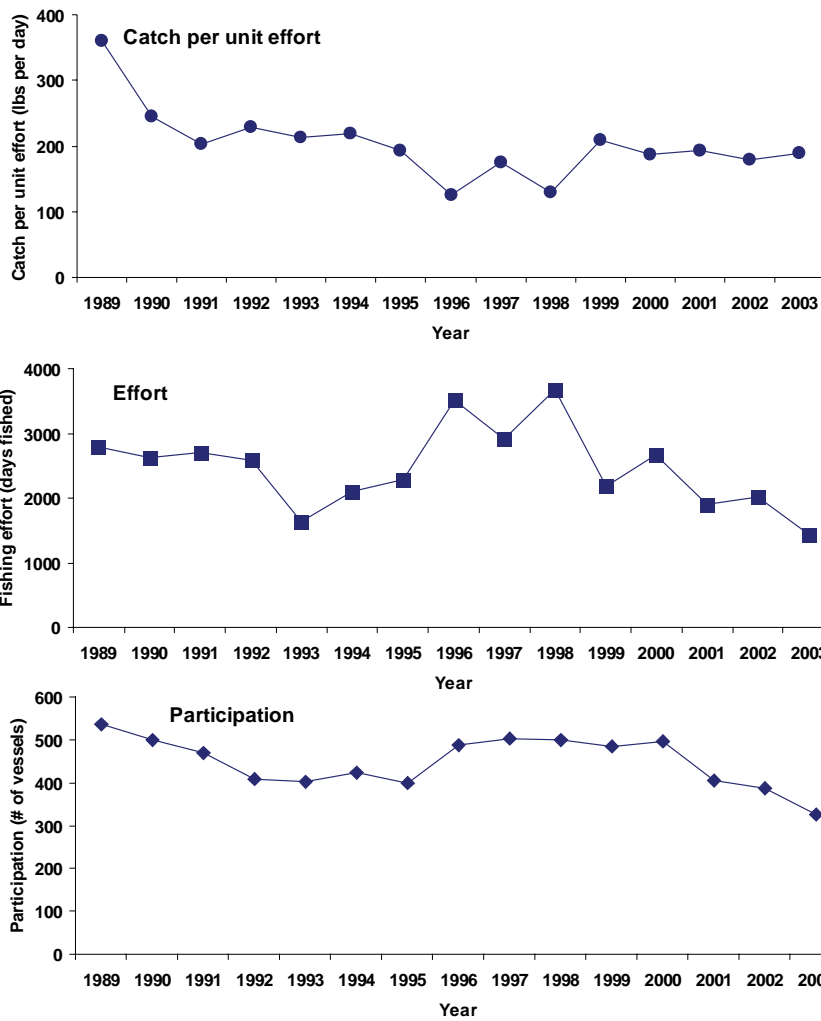 Catch per unit effort
Catch per unit effort (lbs per day)
400
300
200
100
0
1989 1990 1991 1992 1993 1994 1995 1996 1997 1998 1999 2000 2001 2002 2003
Year
Effort
Fishing effort (days fished)
4000
3000
2000
1000
0
1989 1990 1991 1992 1993 1994 1995 1996 1997 1998 1999 2000 2001 2002 2003
Year
Participation
Participation (# of vessels)
600
500
400
300
200
100
0
1989 1990 1991 1992 1993 1994 1995 1996 1997 1998 1999 2000 2001 2002 200
Year